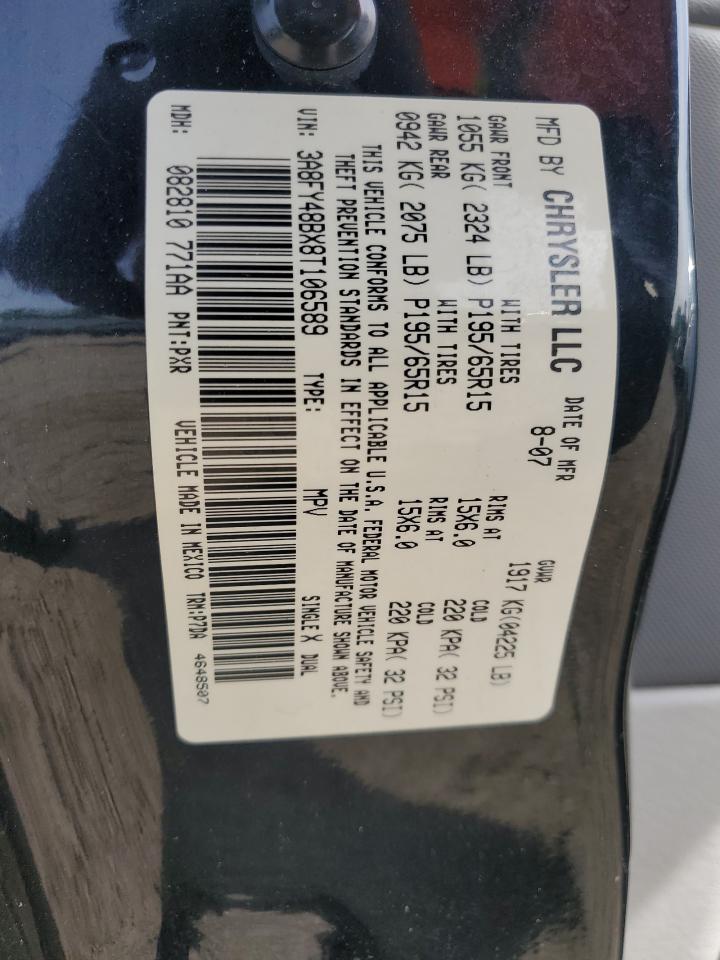 MFD BY CHRYSLER LLC DATE OF MFR 8-07 GVWR 1917 KG(04225 LB)
GAWR FRONT WITH TIRES RIMS AT COLD
1055 KG( 2324 LB) P195/65R15 15X6.0 220 KPA( 32 PSI)
GAWR REAR WITH TIRES RIMS AT COLD
0942 KG( 2075 LB) P195/65R15 15X6.0 220 KPA( 32 PSI)
THIS VEHICLE CONFORMS TO ALL APPLICABLE U.S.A. FEDERAL MOTOR VEHICLE SAFETY AND
THEFT PREVENTION STANDARDS IN EFFECT ON THE DATE OF MANUFACTURE SHOWN ABOVE.
VIN: 3A8FY48BX8T106589 TYPE: MPV SINGLE X DUAL
MDH: 082810 771AA PNT:PXR VEHICLE MADE IN MEXICO TRM:P7DA 4648507